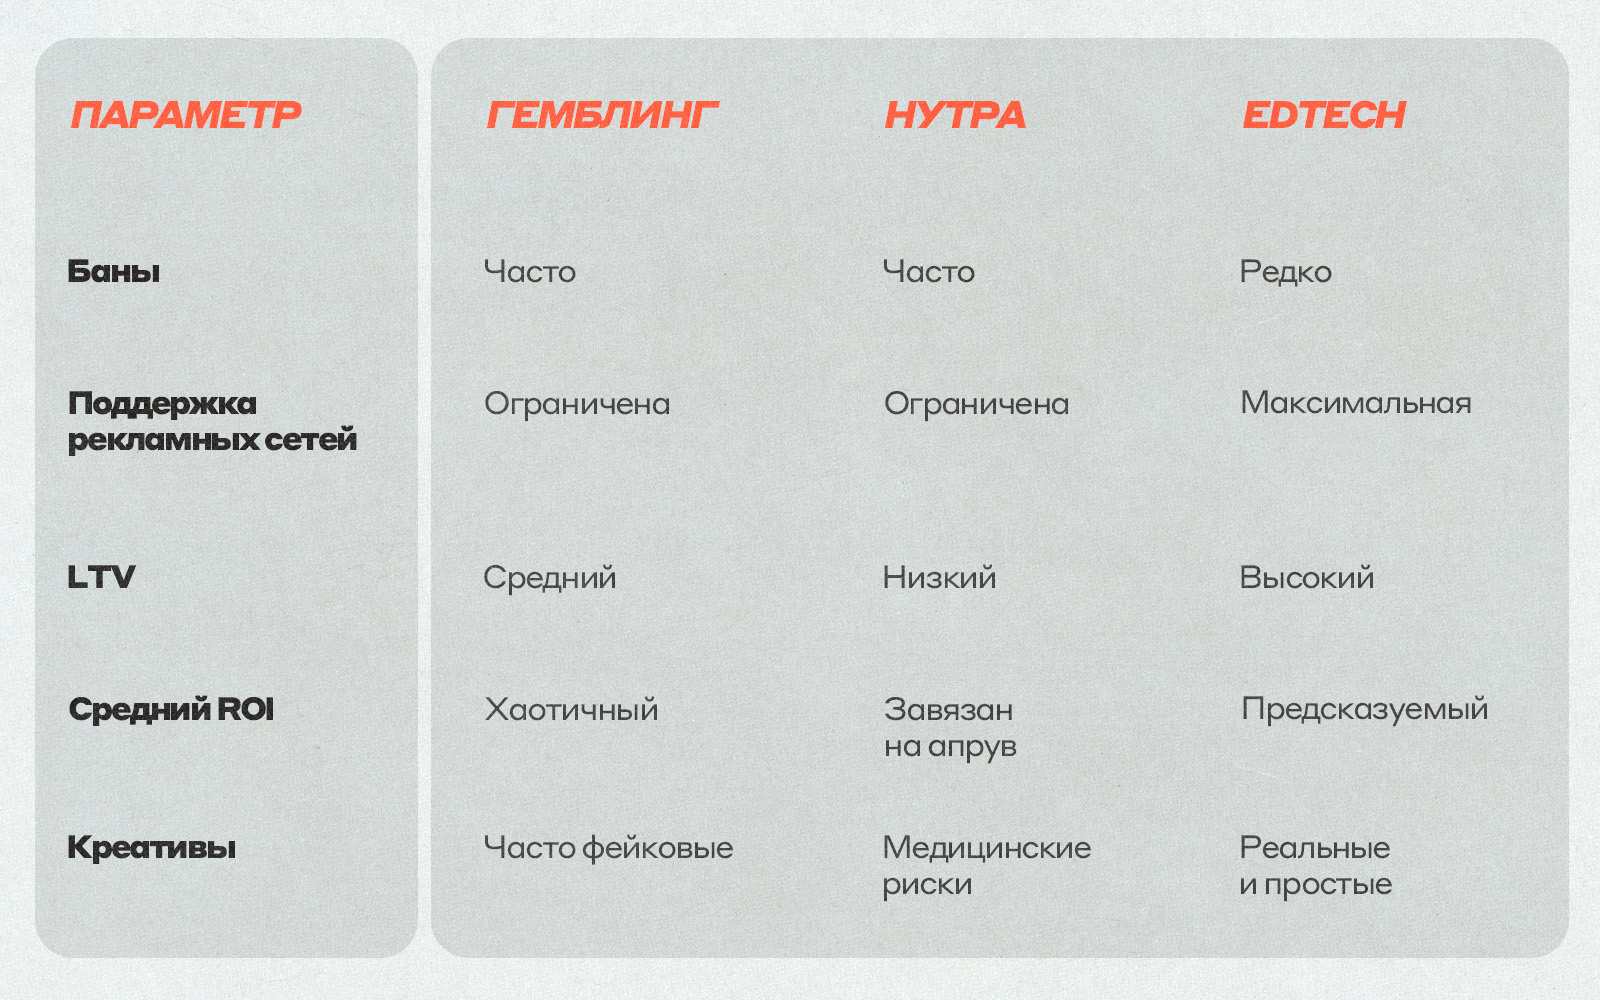 ПАРАМЕТР ГЕМБЛИНГ НУТРА EDTECH
Баны Часто Часто Редко
Поддержка Ограничена Ограничена Максимальная
рекламных сетей
LTV Средний Низкий Высокий
Средний ROI Хаотичный Завязан Предсказуемый
на апрув
Креативы Часто фейковые Медицинские Реальные
риски и простые